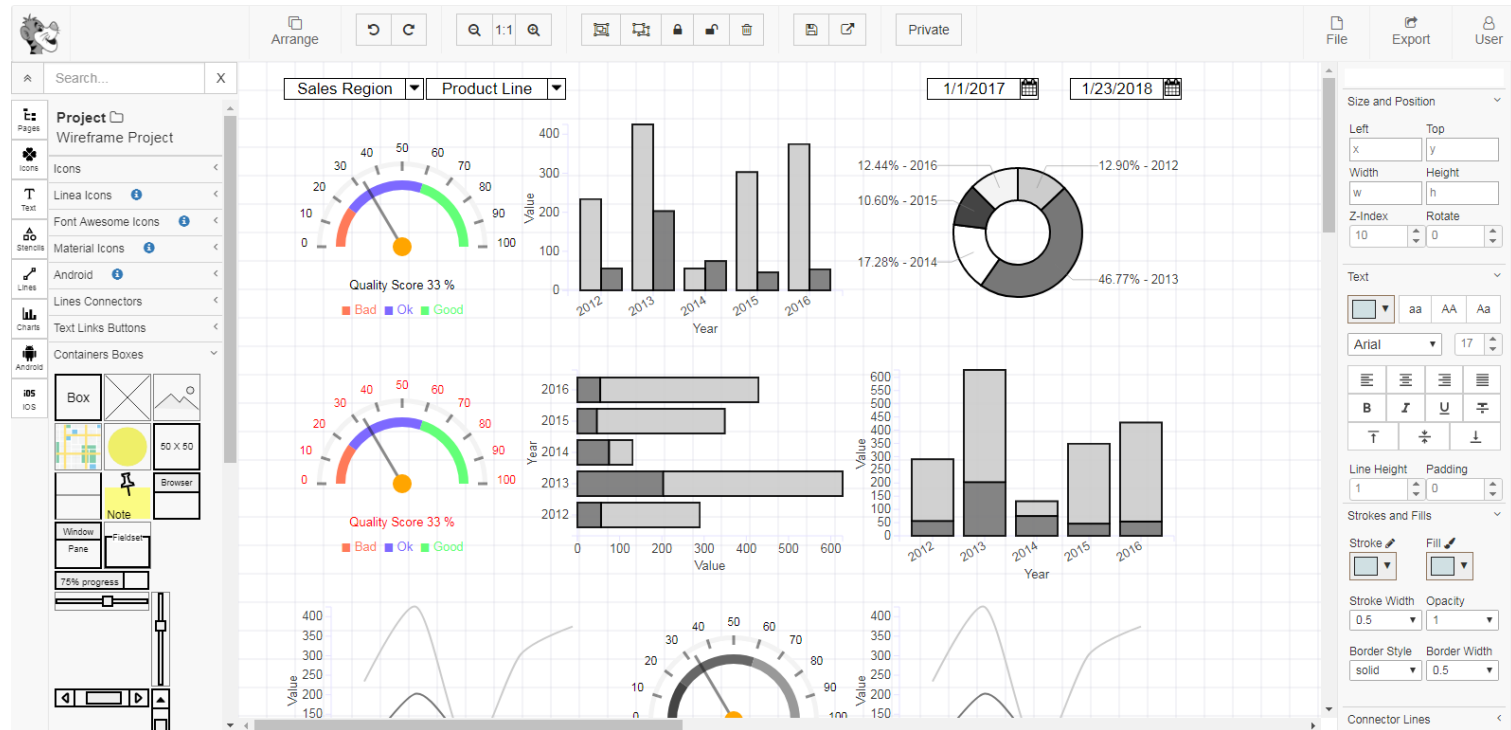 Arrange
1:1
Private
File
Export
User
Search...
X
Pages
Icons
Text
Stencils
Lines
Charts
Android
iOS
IOS
Project
Wireframe Project
Icons
Linea Icons
Font Awesome Icons
Material Icons
Android
Lines Connectors
Text Links Buttons
Containers Boxes
Box
50 X 50
Note
Browser
Window
Pane
Fieldset
75% progress
Sales Region
Product Line
1/1/2017
1/23/2018
0
10
20
30
40
50
60
70
80
90
100
Quality Score 33 %
Bad Ok Good
400
300
200
100
0
Value
2012
2013
2014
2015
2016
Year
12.44% - 2016
12.90% - 2012
10.60% - 2015
17.28% - 2014
46.77% - 2013
0
10
20
30
40
50
60
70
80
90
100
Quality Score 33 %
Bad Ok Good
2016
2015
2014
2013
2012
Year
0 100 200 300 400 500 600
Value
600
550
500
450
400
350
300
250
200
150
100
50
0
Value
2012
2013
2014
2015
2016
Year
400
350
300
250
200
150
Value
0
10
20
30
40
50
60
70
80
90
100
400
350
300
250
200
150
Value
Size and Position
Left Top
x y
Width Height
w h
Z-Index Rotate
10 0
Text
aa AA Aa
Arial 17
B I U
Line Height Padding
1 0
Strokes and Fills
Stroke Fill
Stroke Width Opacity
0.5 1
Border Style Border Width
solid 0.5
Connector Lines